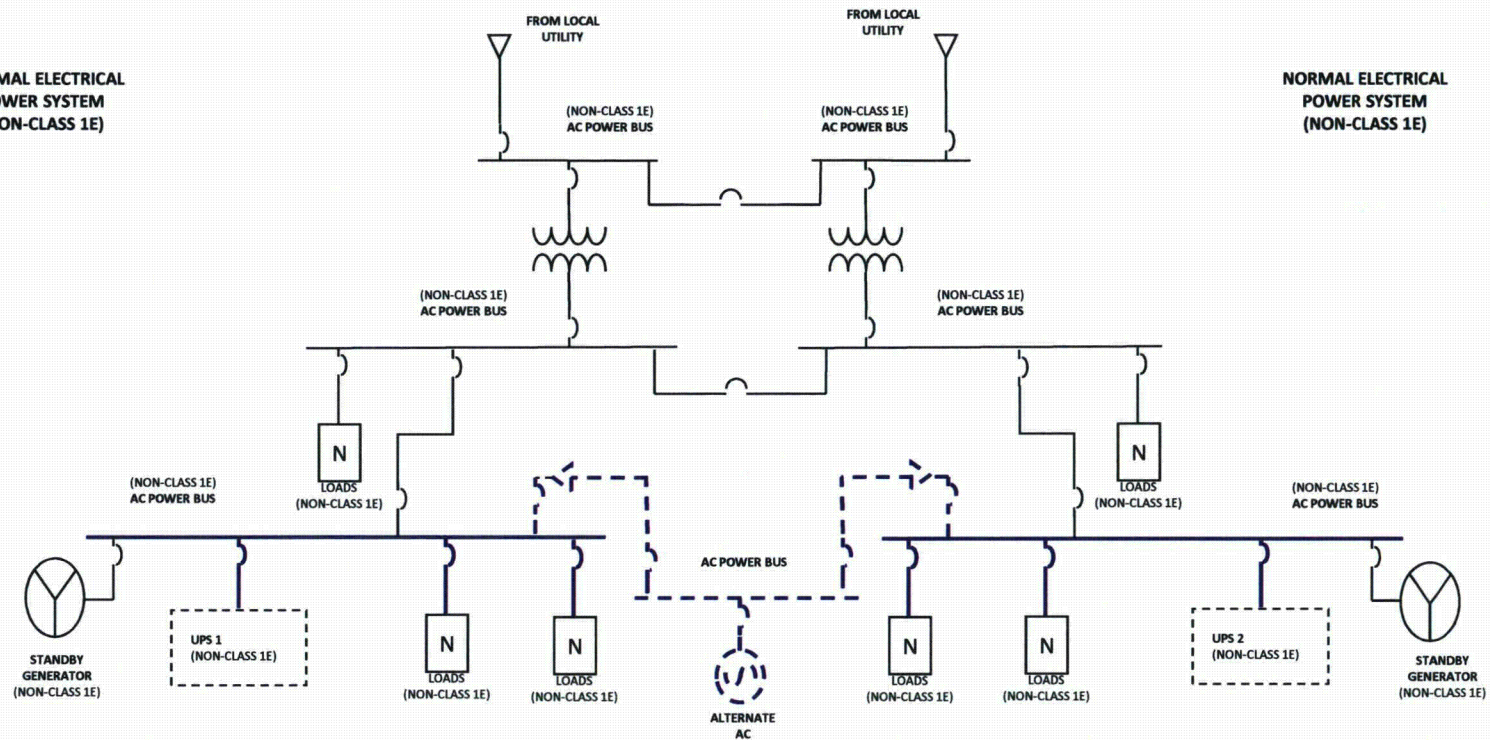 FROM LOCAL
UTILITY
FROM LOCAL
UTILITY
MAL ELECTRICAL
OWER SYSTEM
ON-CLASS 1E)
NORMAL ELECTRICAL
POWER SYSTEM
(NON-CLASS 1E)
(NON-CLASS 1E)
AC POWER BUS
(NON-CLASS 1E)
AC POWER BUS
(NON-CLASS 1E)
AC POWER BUS
(NON-CLASS 1E)
AC POWER BUS
N
LOADS
(NON-CLASS 1E)
N
LOADS
(NON-CLASS 1E)
(NON-CLASS 1E)
AC POWER BUS
(NON-CLASS 1E)
AC POWER BUS
AC POWER BUS
STANDBY
GENERATOR
(NON-CLASS 1E)
UPS 1
(NON-CLASS 1E)
N
LOADS
(NON-CLASS 1E)
N
LOADS
(NON-CLASS 1E)
ALTERNATE
AC
N
LOADS
(NON-CLASS 1E)
N
LOADS
(NON-CLASS 1E)
UPS 2
(NON-CLASS 1E)
STANDBY
GENERATOR
(NON-CLASS 1E)